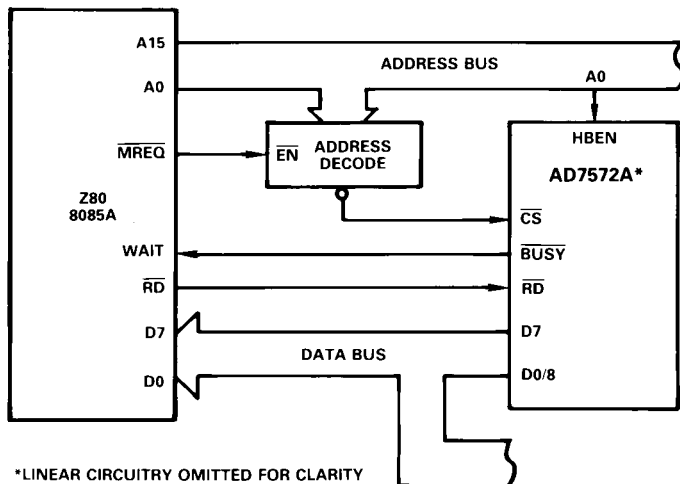 A15
ADDRESS BUS
A0
A0
HBEN
AD7572A*
MREQ
EN
ADDRESS
DECODE
Z80
8085A
CS
WAIT
BUSY
RD
RD
D7
D7
DATA BUS
D0
D0/8
*LINEAR CIRCUITRY OMITTED FOR CLARITY